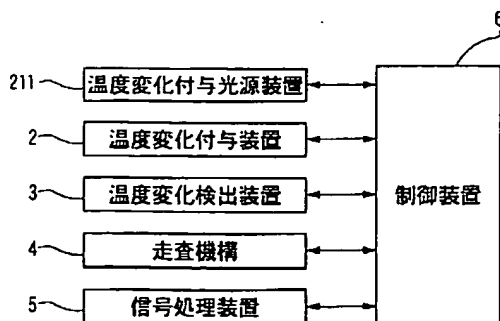 6
211 温度変化付与光源装置
2 温度変化付与装置
3 温度変化検出装置
制御装置
4 走査機構
5 信号処理装置